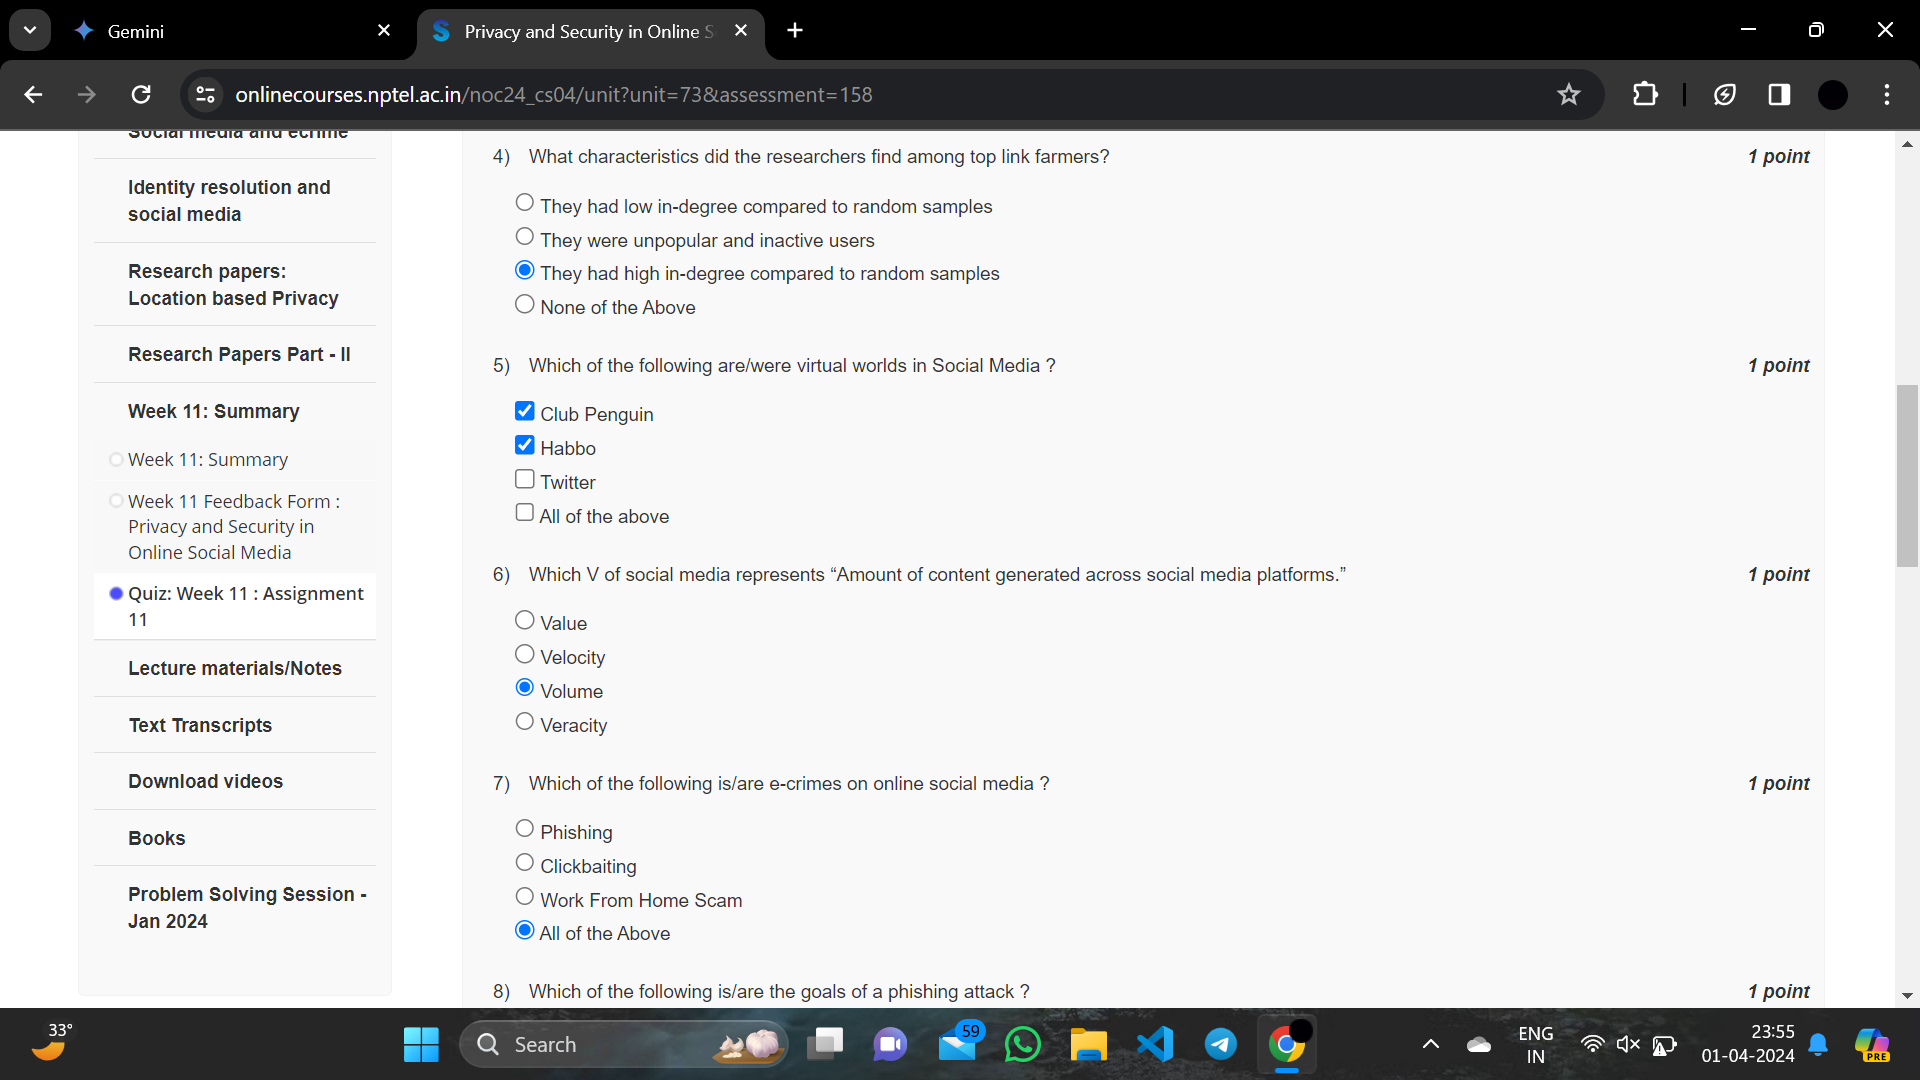 Gemini
Privacy and Security in Online S
onlinecourses.nptel.ac.in/noc24_cs04/unit?unit=73&assessment=158
Social media and ecrime
Identity resolution and
social media
Research papers:
Location based Privacy
Research Papers Part - II
Week 11: Summary
Week 11: Summary
Week 11 Feedback Form :
Privacy and Security in
Online Social Media
Quiz: Week 11 : Assignment
11
Lecture materials/Notes
Text Transcripts
Download videos
Books
Problem Solving Session -
Jan 2024
4) What characteristics did the researchers find among top link farmers? 1 point
They had low in-degree compared to random samples
They were unpopular and inactive users
They had high in-degree compared to random samples
None of the Above
5) Which of the following are/were virtual worlds in Social Media ? 1 point
Club Penguin
Habbo
Twitter
All of the above
6) Which V of social media represents “Amount of content generated across social media platforms.” 1 point
Value
Velocity
Volume
Veracity
7) Which of the following is/are e-crimes on online social media ? 1 point
Phishing
Clickbaiting
Work From Home Scam
All of the Above
8) Which of the following is/are the goals of a phishing attack ? 1 point
33°
Search
59
ENG
IN
23:55
01-04-2024
PRE